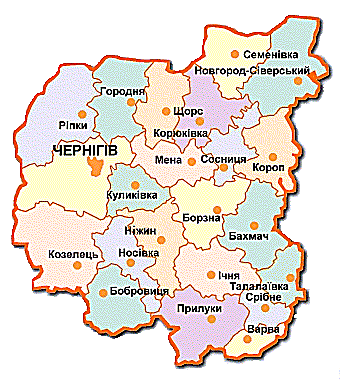 Семенівка
Новгород-Сіверський
Городня
Щорс
Ріпки
Корюківка
ЧЕРНІГІВ
Мена
Сосниця
Короп
Куликівка
Борзна
Ніжин
Бахмач
Козелець
Носівка
Ічня
Талалаївка
Бобровиця
Срібне
Прилуки
Варва